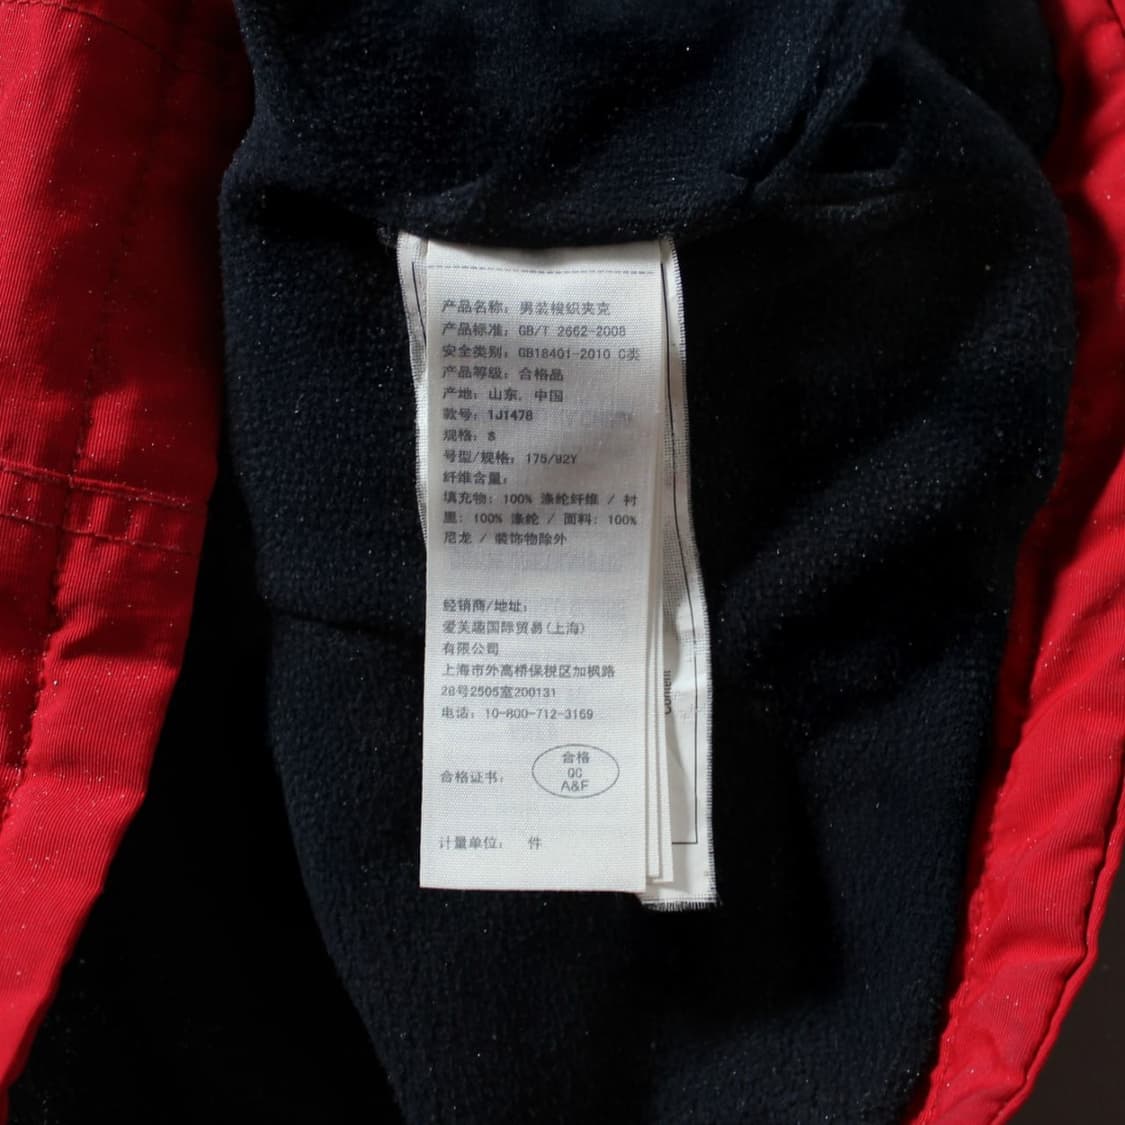 产品名称: 男装梭织夹克
产品标准: GB/T 2662-2008
安全类别: GB18401-2010 C类
产品等级: 合格品
产地: 山东, 中国
款号: 1J1478
规格: S
号型/规格: 175/92Y
纤维含量:
填充物: 100% 涤纶纤维 / 衬
里: 100% 涤纶 / 面料: 100%
尼龙 / 装饰物除外
经销商/地址:
爱芙趣国际贸易(上海)
有限公司
上海市外高桥保税区加枫路
28号2505室200131
电话: 10-800-712-3169
合格证书:
合格
QC
A&F
计量单位: 件
Content